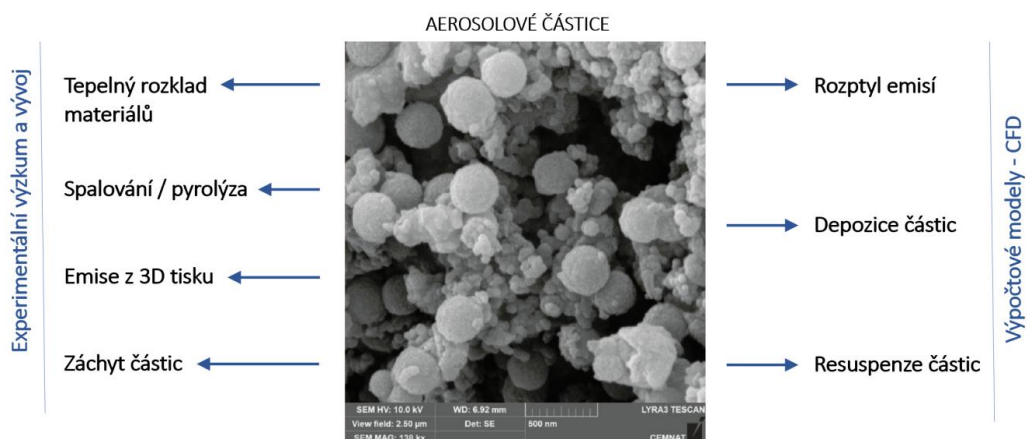 AEROSOLOVÉ ČÁSTICE
Experimentální výzkum a vývoj
Tepelný rozklad
materiálů
Spalování / pyrolýza
Emise z 3D tisku
Záchyt částic
SEM HV: 10.0 kV WD: 6.92 mm LYRA3 TESCAN
View field: 2.50 µm Det: SE 500 nm
SEM MAG: 138 kx CEMNAT
Rozptyl emisí
Depozice částic
Resuspenze částic
Výpočtové modely - CFD